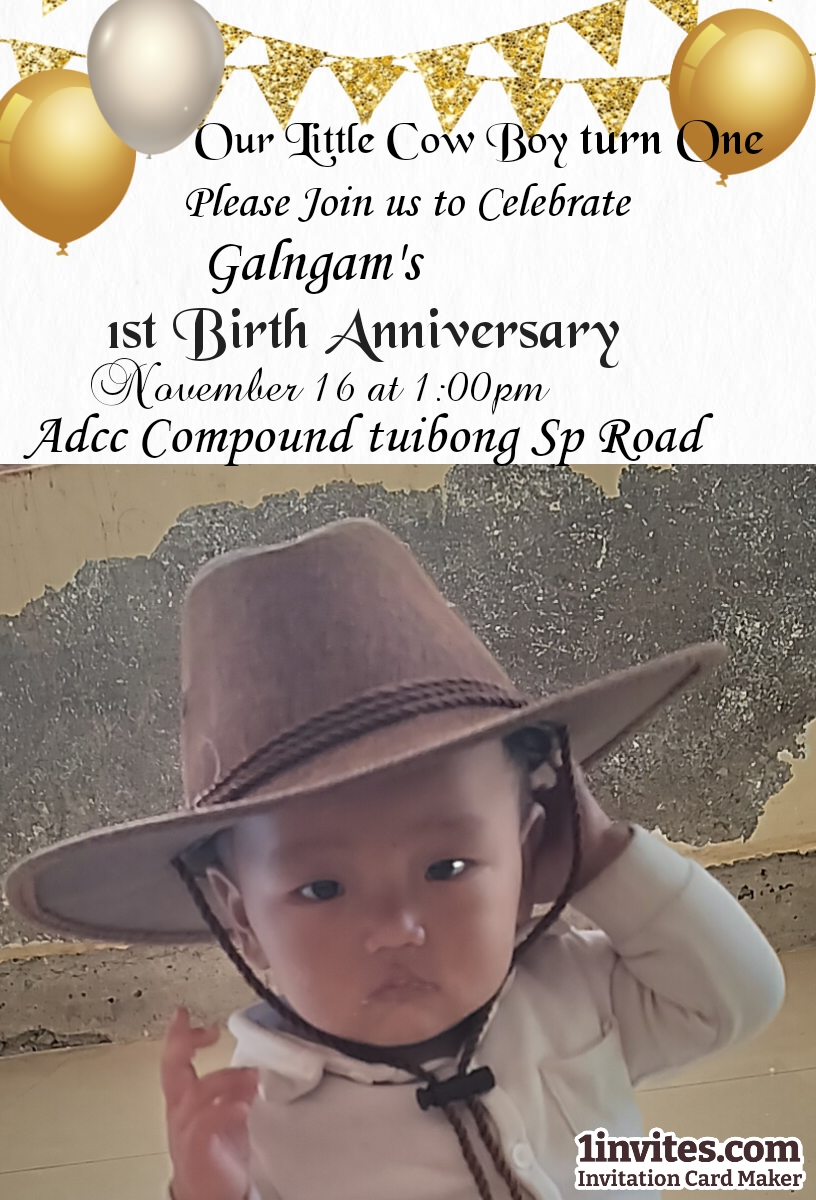 Our Little Cow Boy turn One
Please Join us to Celebrate
Galngam's
1st Birth Anniversary
November 16 at 1:00pm
Adcc Compound tuibong Sp Road
1invites.com
Invitation Card Maker